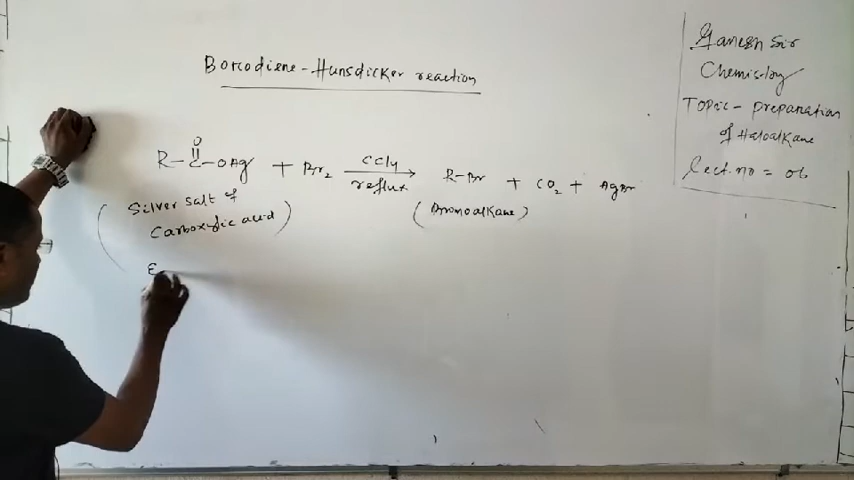 Borcodiene-Hunsdicker reaction
O
R-C-OAg + Br2 CCl4 reflux → R-Br + CO2 + AgBr
(Silver salt of
Carboxylic acid)
(Bromoalkane)
E
Ganesh Sir
Chemistry
Topic - preparation
of Haloalkane
Lect. no = 06